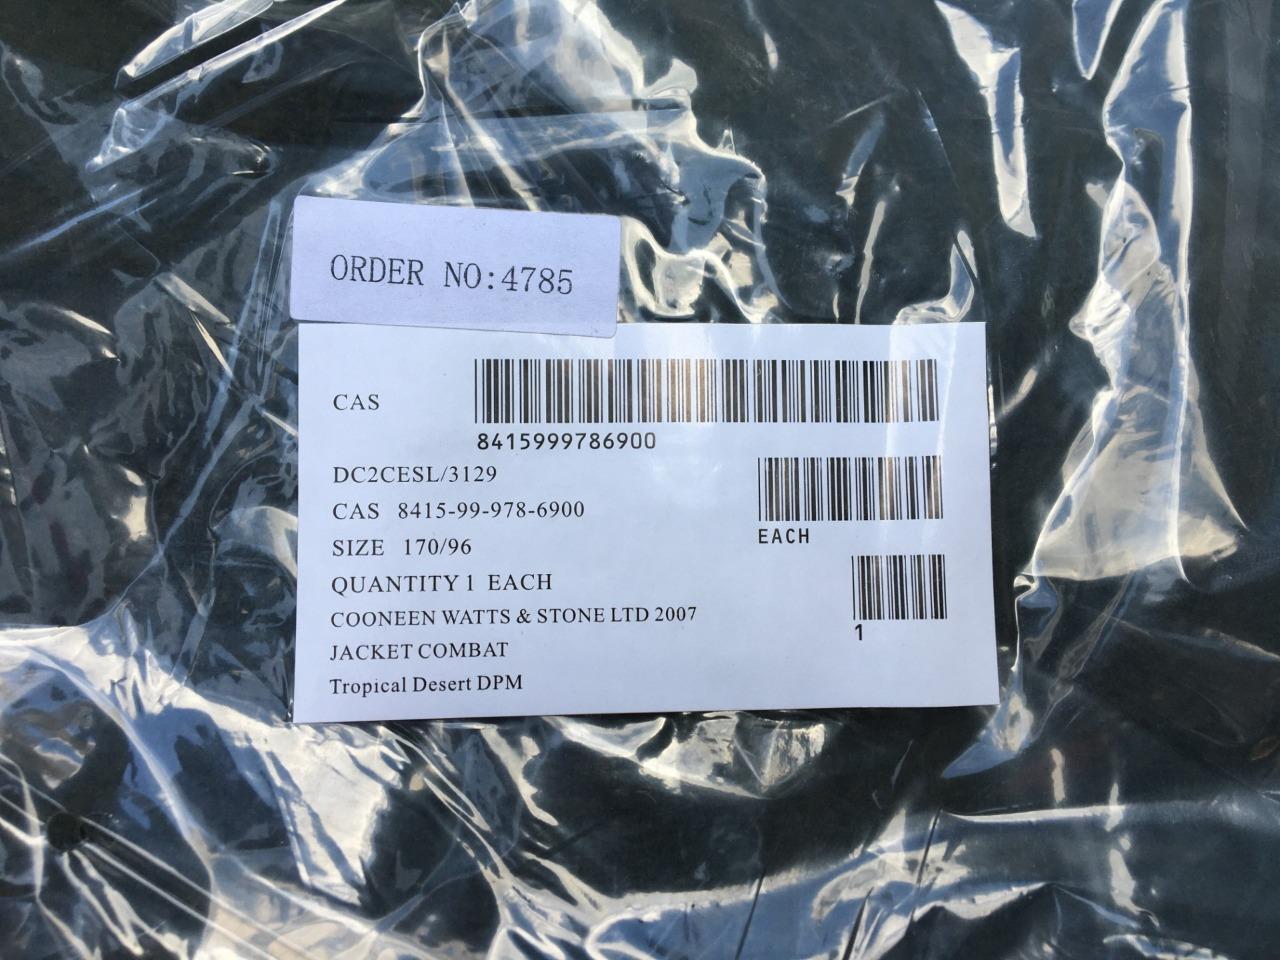 ORDER NO:4785
CAS
8415999786900
DC2CESL/3129
CAS 8415-99-978-6900
EACH
SIZE 170/96
QUANTITY 1 EACH
COONEEN WATTS & STONE LTD 2007
1
JACKET COMBAT
Tropical Desert DPM